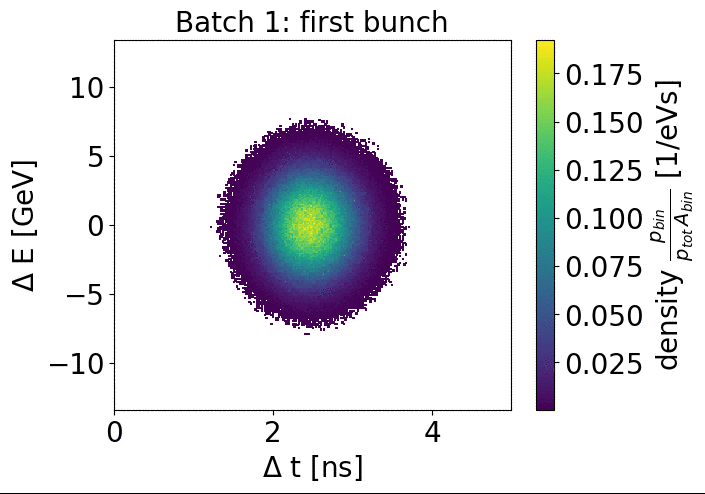 Batch 1: first bunch
10
5
0
−5
−10
Δ E [GeV]
0 2 4
Δ t [ns]
0.175
0.150
0.125
0.100
0.075
0.050
0.025
density p_bin / p_tot A_bin [1/eVs]